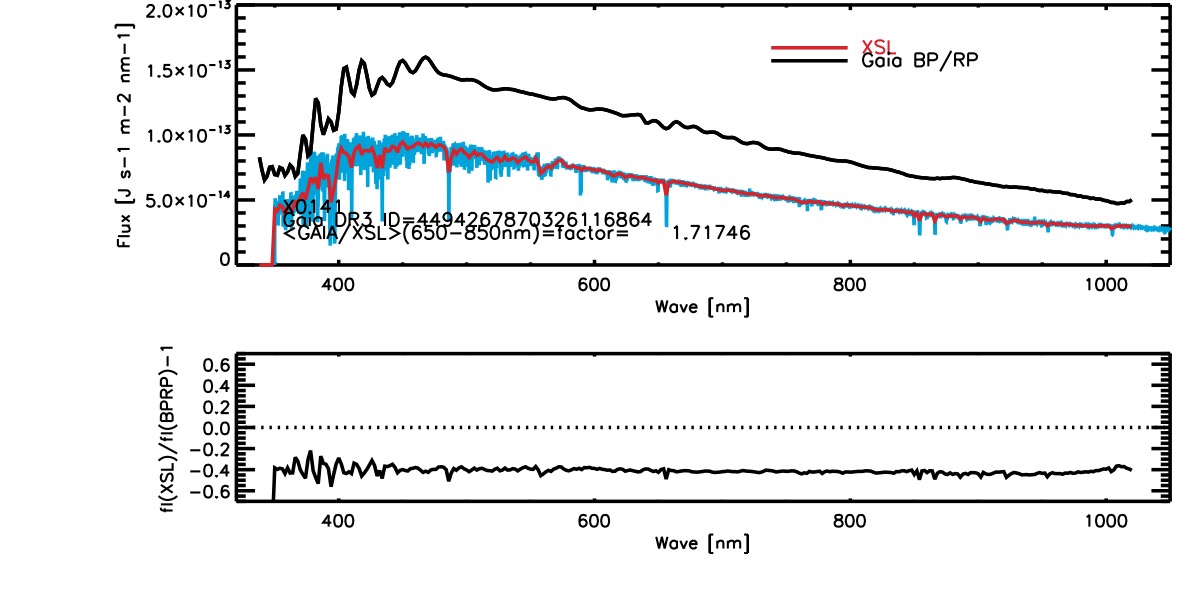 2.0×10−13
1.5×10−13
1.0×10−13
5.0×10−14
0
Flux [J s−1 m−2 nm−1]
XSL
Gaia BP/RP
X0141
Gaia DR3 ID=4494267870326116864
<GAIA/XSL>(650−850nm)=factor= 1.71746
400 600 800 1000
Wave [nm]
0.6
0.4
0.2
0.0
−0.2
−0.4
−0.6
fl(XSL)/fl(BPRP)−1
400 600 800 1000
Wave [nm]